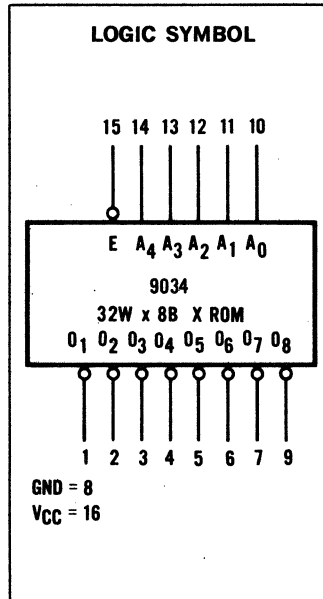 LOGIC SYMBOL
15 14 13 12 11 10
E A4 A3 A2 A1 A0
9034
32W x 8B X ROM
O1 O2 O3 O4 O5 O6 O7 O8
1 2 3 4 5 6 7 9
GND = 8
VCC = 16